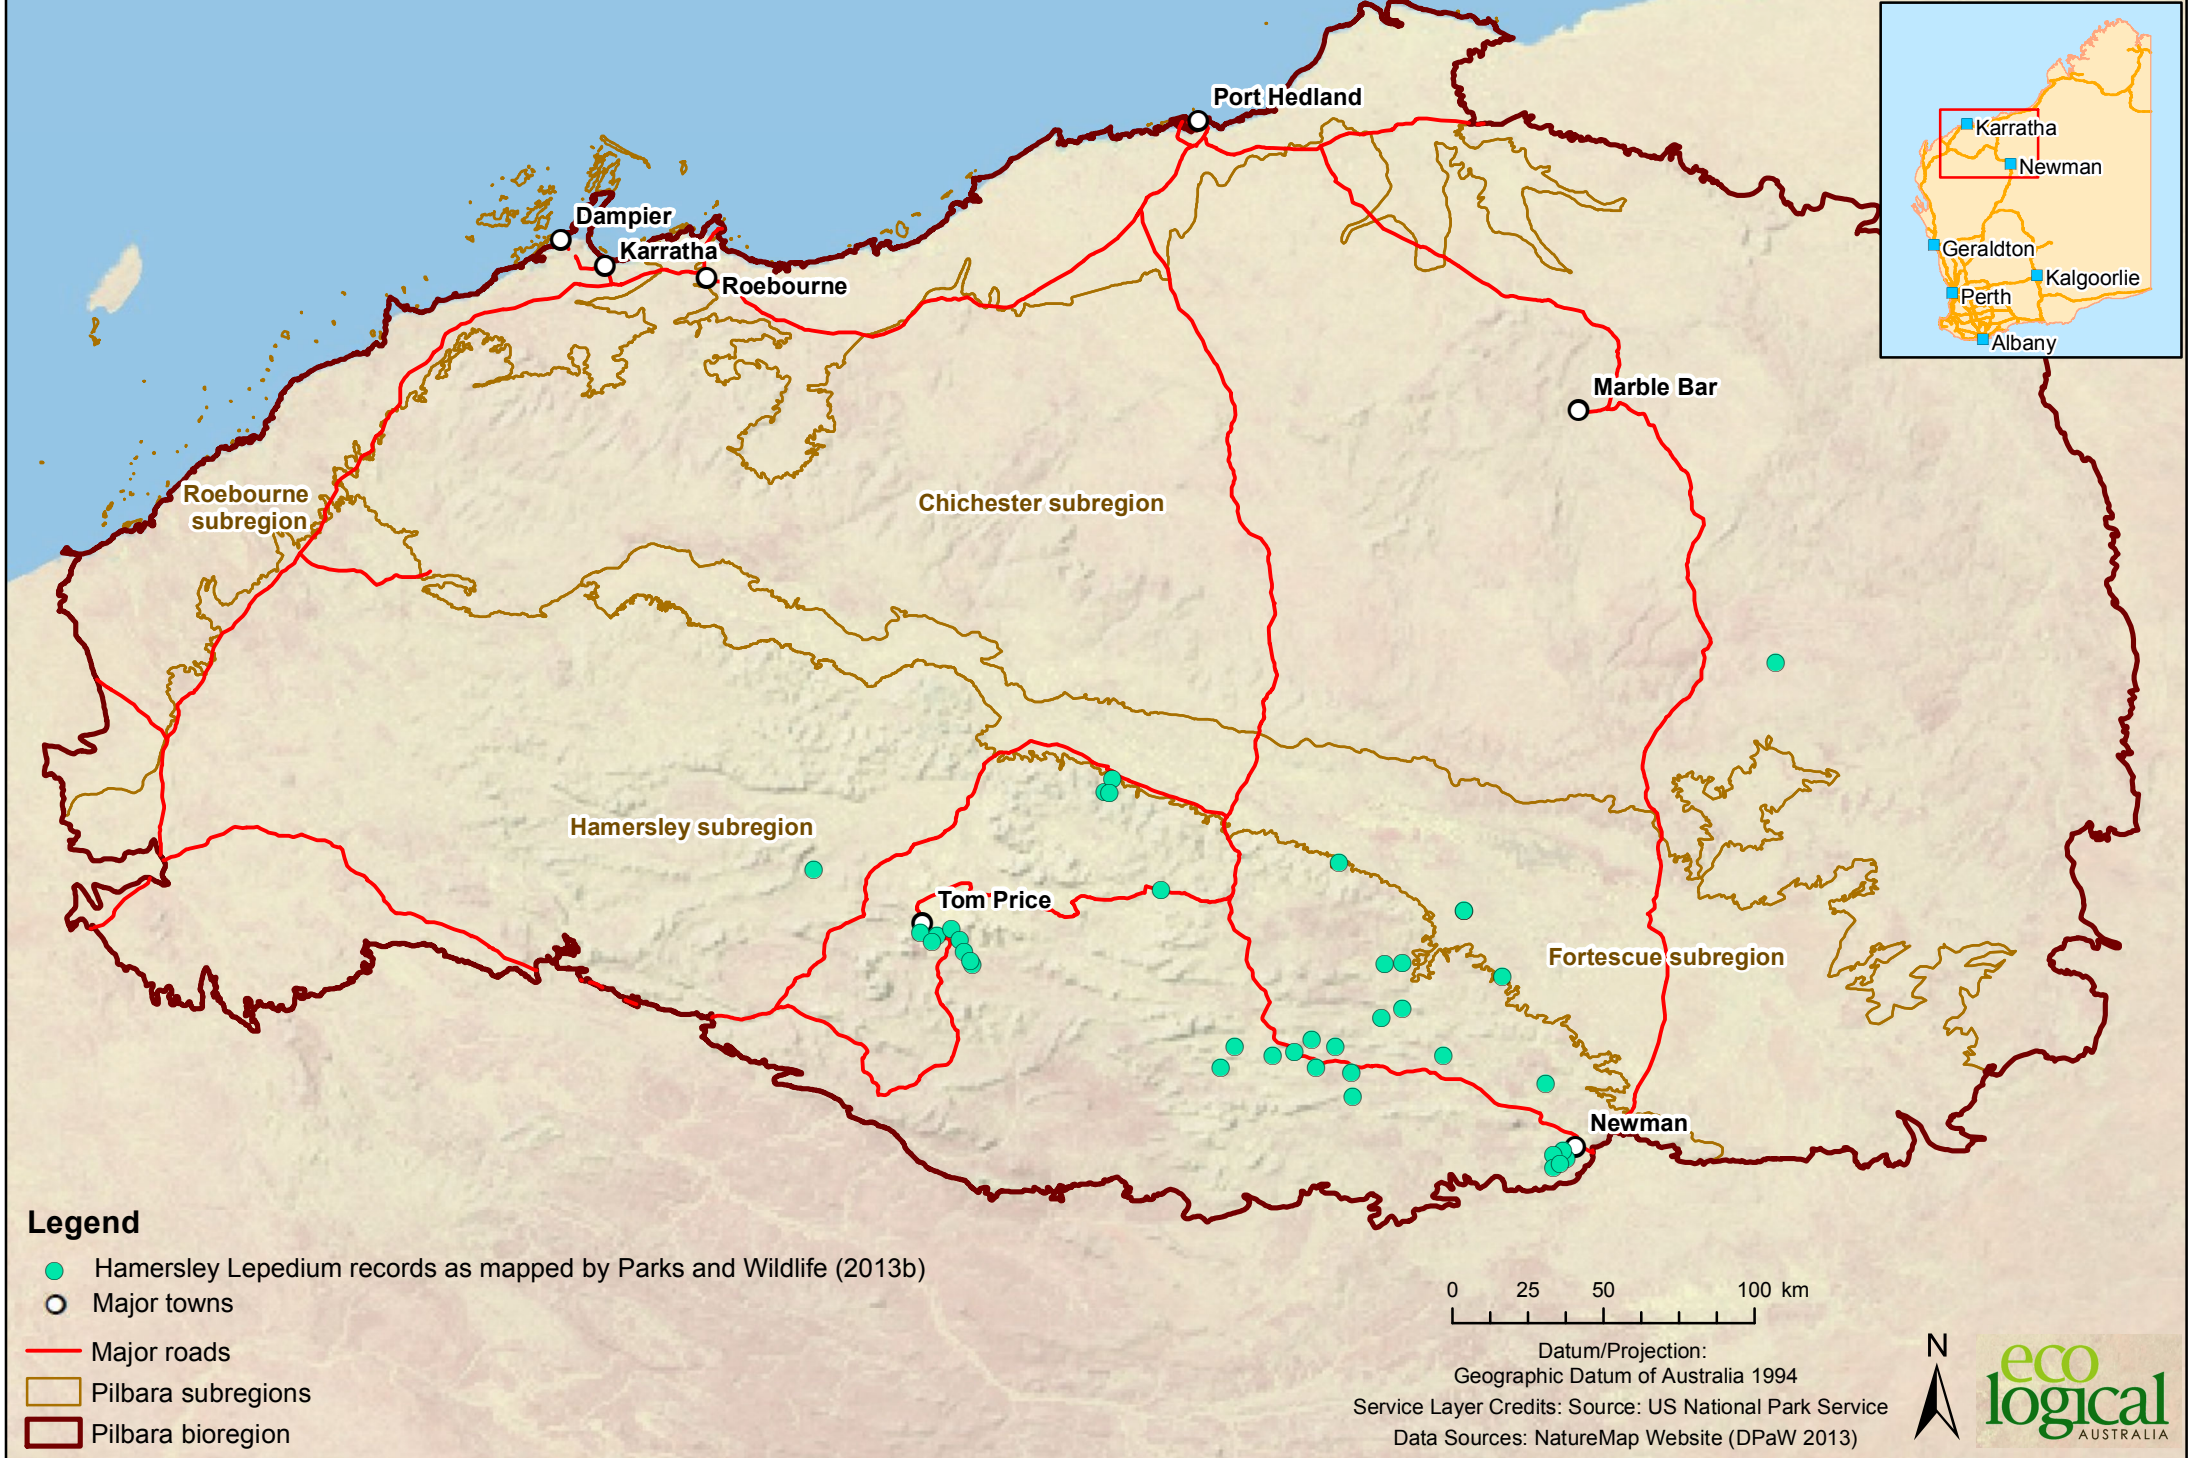 Port Hedland
Dampier
Karratha
Roebourne
Marble Bar
Roebourne
subregion
Chichester subregion
Hamersley subregion
Tom Price
Fortescue subregion
Newman
Karratha
Newman
Geraldton
Kalgoorlie
Perth
Albany
Legend
Hamersley Lepedium records as mapped by Parks and Wildlife (2013b)
Major towns
Major roads
Pilbara subregions
Pilbara bioregion
0 25 50 100 km
Datum/Projection:
Geographic Datum of Australia 1994
Service Layer Credits: Source: US National Park Service
Data Sources: NatureMap Website (DPaW 2013)
N
eco
logical
AUSTRALIA